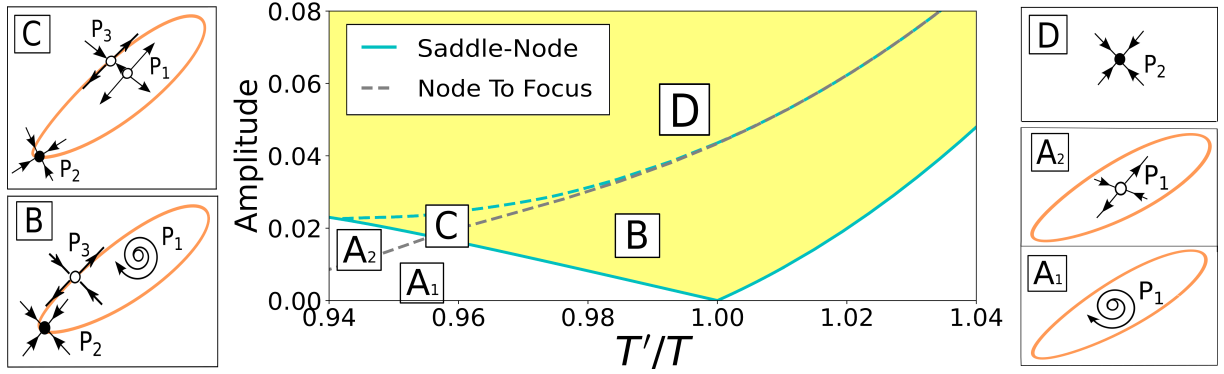 C
P3
P1
P2
B
P3
P1
P2
Amplitude
0.08
0.06
0.04
0.02
0.00
Saddle-Node
Node To Focus
D
C
B
A2
A1
0.94
0.96
0.98
1.00
1.02
1.04
T′/T
D
P2
A2
P1
A1
P1